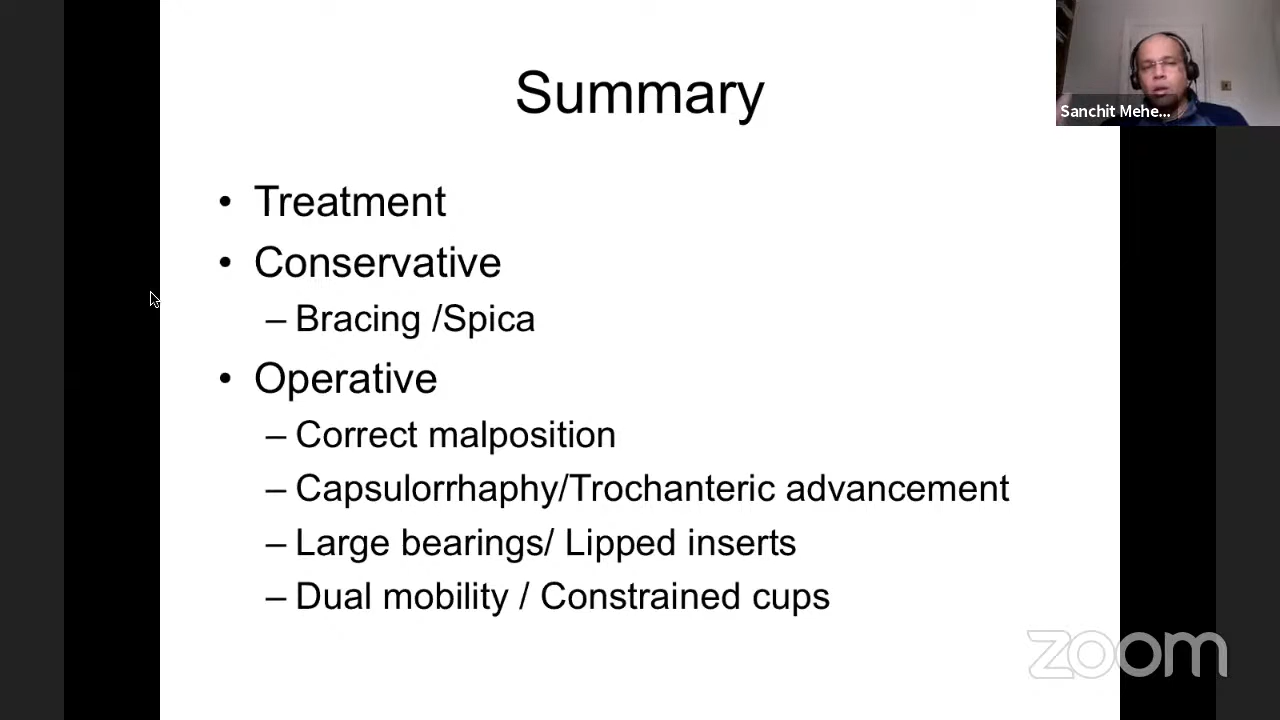 Summary
Sanchit Mehe...
• Treatment
• Conservative
– Bracing /Spica
• Operative
– Correct malposition
– Capsulorrhaphy/Trochanteric advancement
– Large bearings/ Lipped inserts
– Dual mobility / Constrained cups
zoom